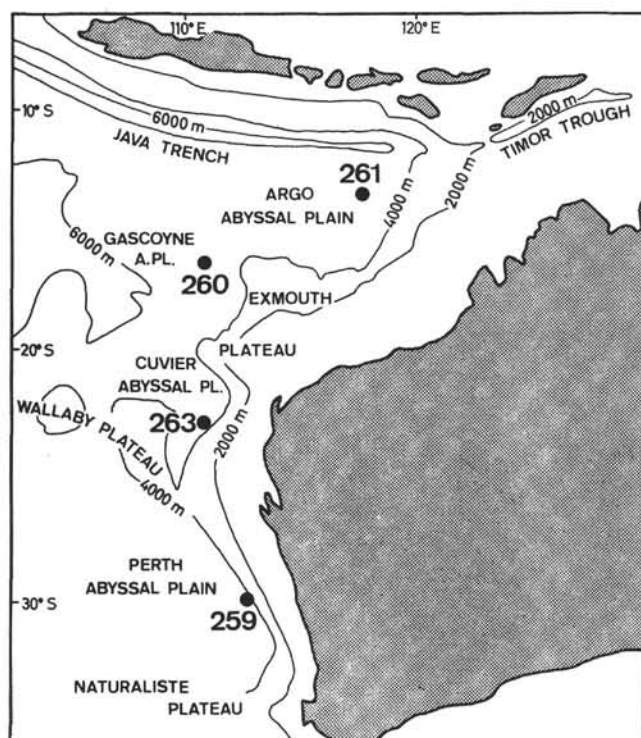 110° E
120° E
10° S
6000 m
JAVA TRENCH
2000 m
TIMOR TROUGH
261
ARGO
ABYSSAL PLAIN
4000 m
2000 m
6000 m
GASCOYNE
A.PL.
260
EXMOUTH
PLATEAU
20° S
CUVIER
ABYSSAL PL.
WALLABY PLATEAU
263
2000 m
4000 m
PERTH
ABYSSAL PLAIN
30° S
259
NATURALISTE
PLATEAU